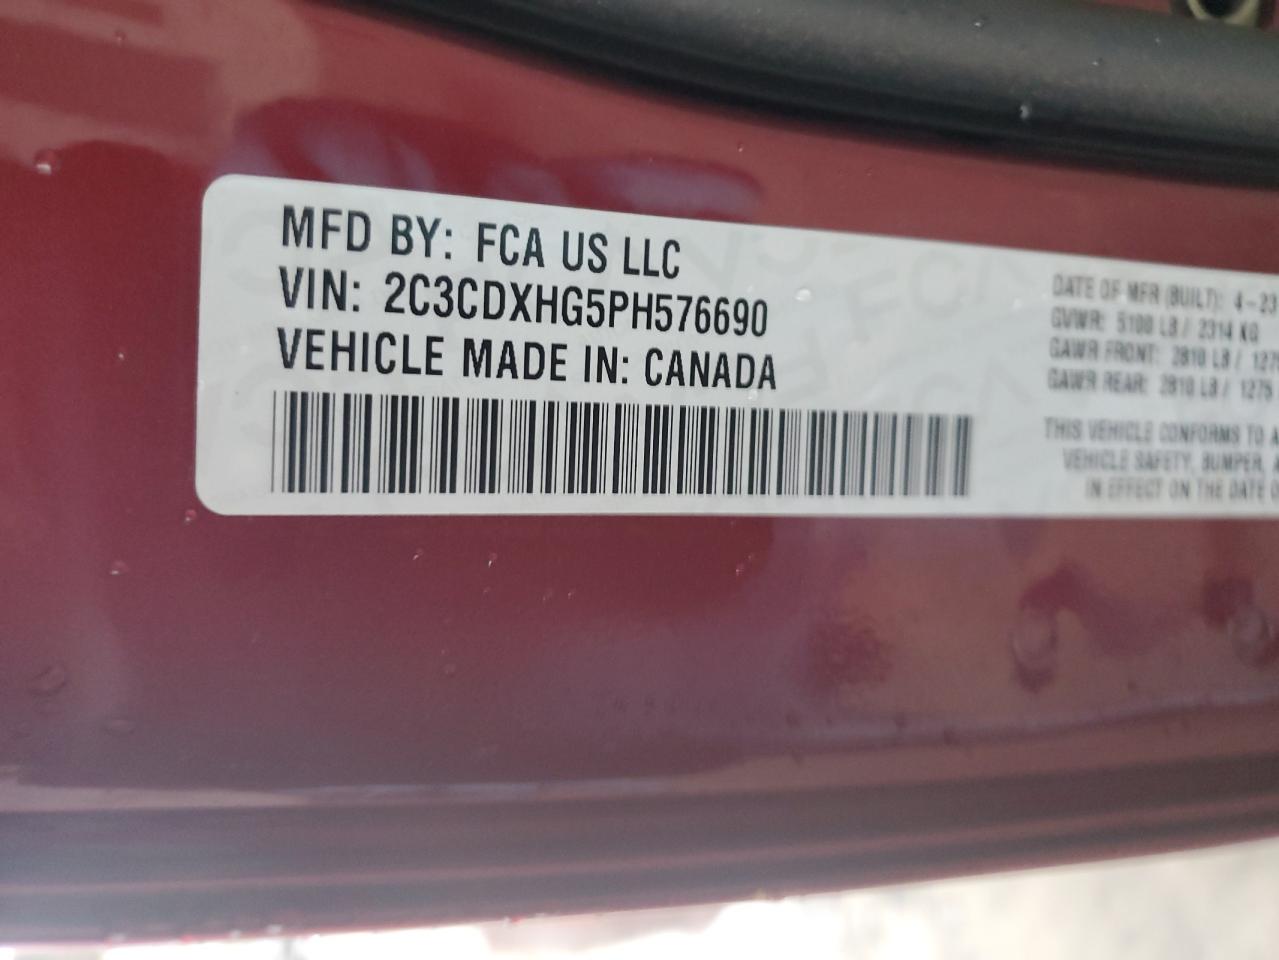 MFD BY: FCA US LLC
VIN: 2C3CDXHG5PH576690
VEHICLE MADE IN: CANADA
DATE OF MFR (BUILT): 4-23
GVWR: 5100 LB / 2314 KG
GAWR FRONT: 2810 LB / 127
GAWR REAR: 2810 LB / 1275
THIS VEHICLE CONFORMS TO A
VEHICLE SAFETY, BUMPER, A
IN EFFECT ON THE DATE O